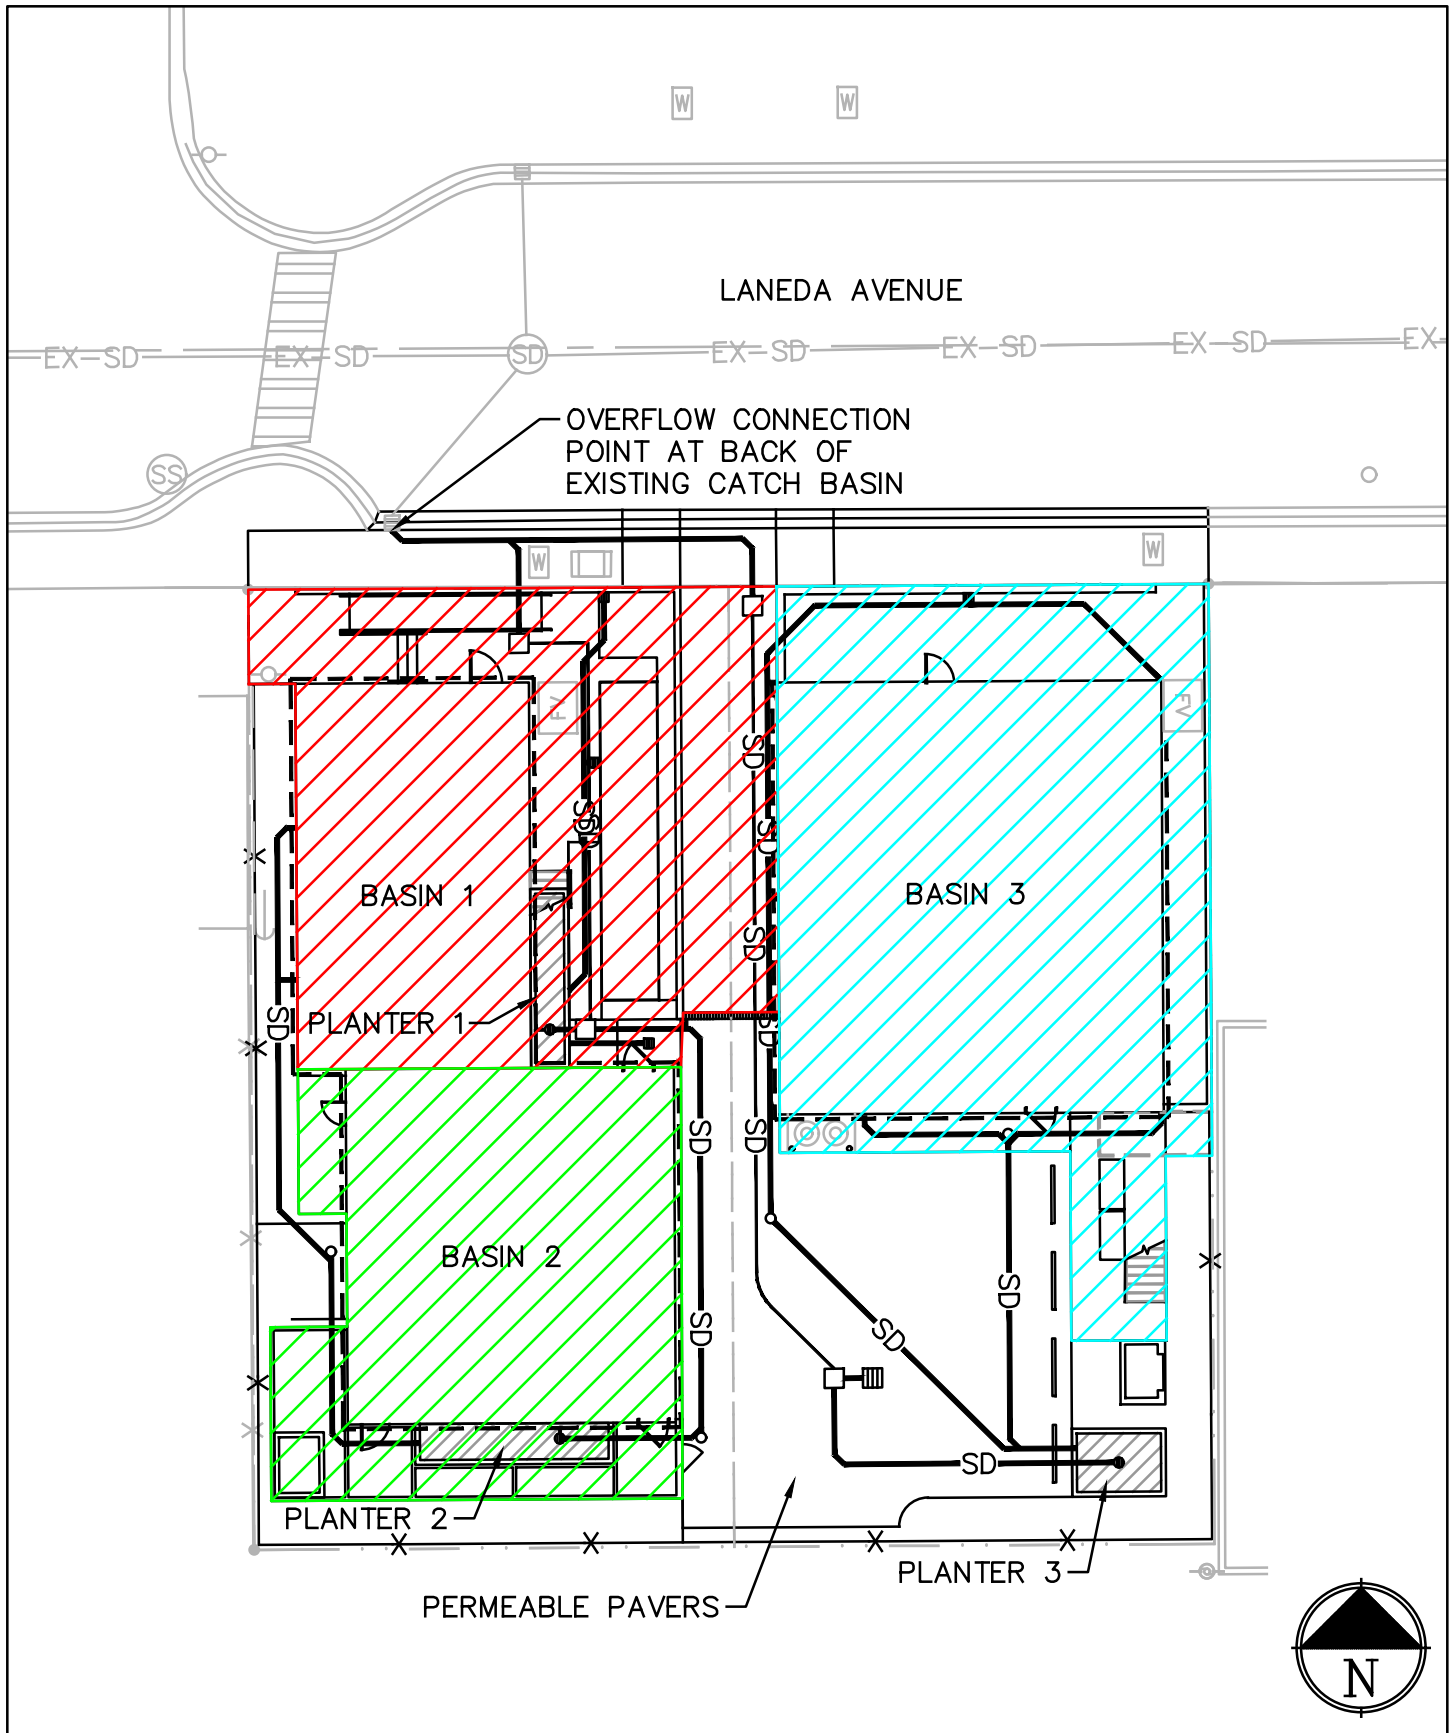 W
W
LANEDA AVENUE
EX SD
EX SD
SD
EX SD
EX SD
EX SD
EX
OVERFLOW CONNECTION
POINT AT BACK OF
EXISTING CATCH BASIN
SS
W
W
FV
FV
SD
SD
SD
SD
BASIN 1
BASIN 3
SD
SD
PLANTER 1
SD
SD
SD
BASIN 2
SD
SD
SD
SD
PLANTER 2
PLANTER 3
PERMEABLE PAVERS
N